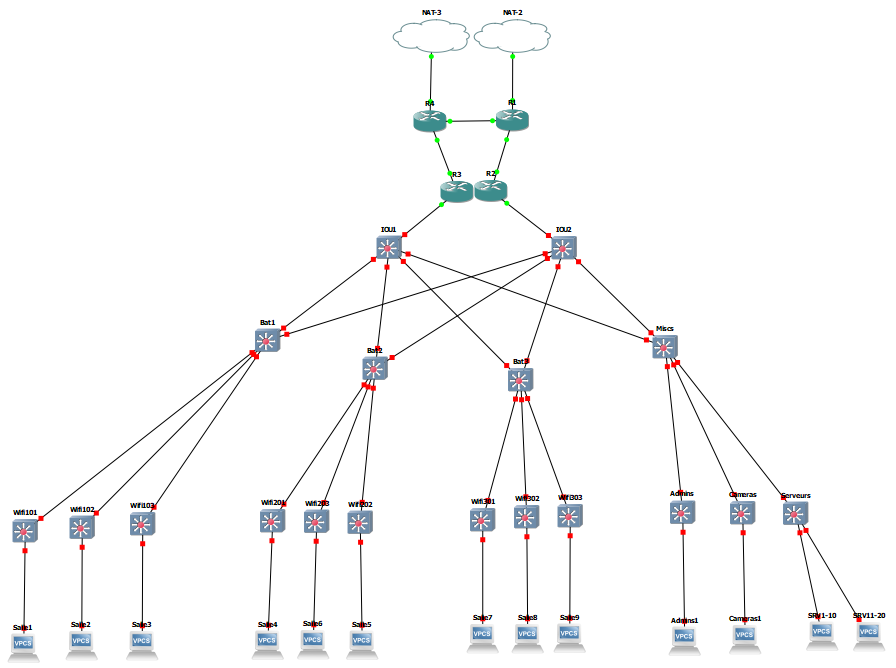 NAT-3 NAT-2
R4 R1
R3 R2
IOU1 IOU2
Bat1
Miscs
Bat2
Bat3
Wifi101 Wifi102 Wifi103 Wifi201 Wifi203 Wifi202 Wifi301 Wifi302 Wifi303 Admins Cameras Serveurs
Salle1 Salle2 Salle3 Salle4 Salle6 Salle5 Salle7 Salle8 Salle9 Admins1 Cameras1 SRV1-10 SRV11-20
VPCS VPCS VPCS VPCS VPCS VPCS VPCS VPCS VPCS VPCS VPCS VPCS VPCS